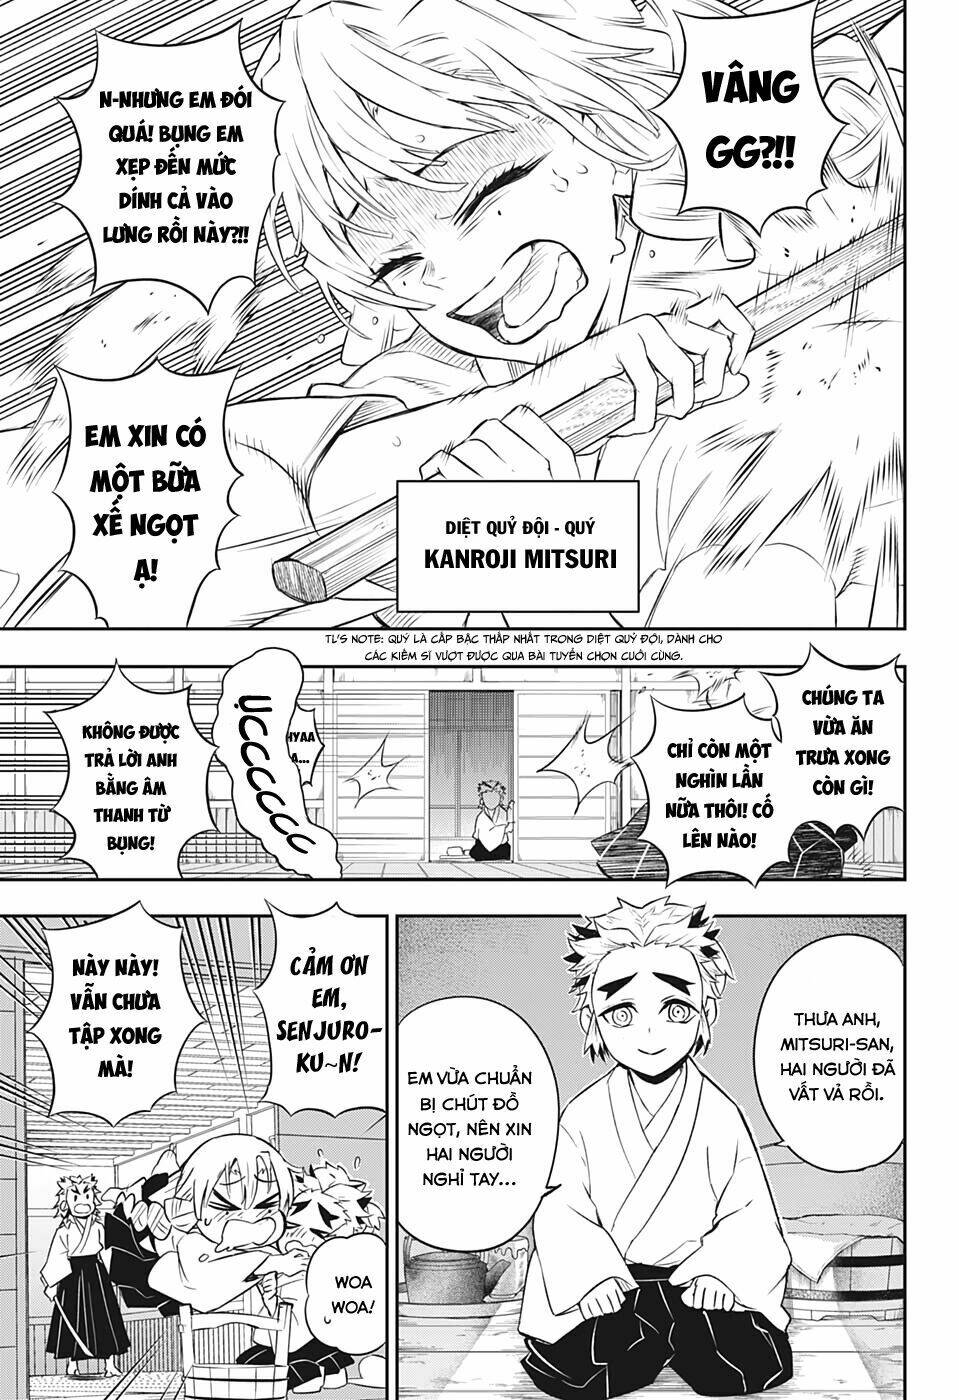 VÂNG
GG?!!
N-NHƯNG EM ĐÓI
QUÁ! BỤNG EM
XẸP ĐẾN MỨC
DÍNH CẢ VÀO
LƯNG RỒI NÀY?!!
EM XIN CÓ
MỘT BỮA
XẾ NGỌT
Ạ!
DIỆT QUỶ ĐỘI - QUÝ
KANROJI MITSURI
TL'S NOTE: QUÝ LÀ CẤP BẬC THẤP NHẤT TRONG DIỆT QUỶ ĐỘI, DÀNH CHO
CÁC KIẾM SĨ VƯỢT ĐƯỢC QUA BÀI TUYỂN CHỌN CUỐI CÙNG.
CHÚNG TA
VỪA ĂN
TRƯA XONG
CÒN GÌ!
CHỈ CÒN MỘT
NGHÌN LẦN
NỮA THÔI! CỐ
LÊN NÀO!
HYAA
A...
ỤCCCCCC
KHÔNG ĐƯỢC
TRẢ LỜI ANH
BẰNG ÂM
THANH TỪ
BỤNG!
THƯA ANH,
MITSURI-SAN,
HAI NGƯỜI ĐÃ
VẤT VẢ RỒI.
EM VỪA CHUẨN
BỊ CHÚT ĐỒ
NGỌT, NÊN XIN
HAI NGƯỜI
NGHỈ TAY...
CẢM ƠN
EM,
SENJURO-
KU~N!
NÀY NÀY!
VẪN CHƯA
TẬP XONG
MÀ!
WOA
WOA!